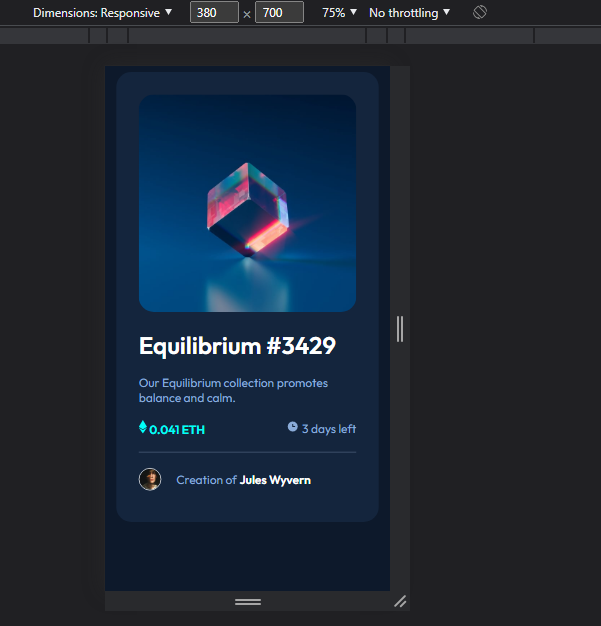 Dimensions: Responsive 380 × 700 75% No throttling
Equilibrium #3429
Our Equilibrium collection promotes
balance and calm.
0.041 ETH 3 days left
Creation of Jules Wyvern